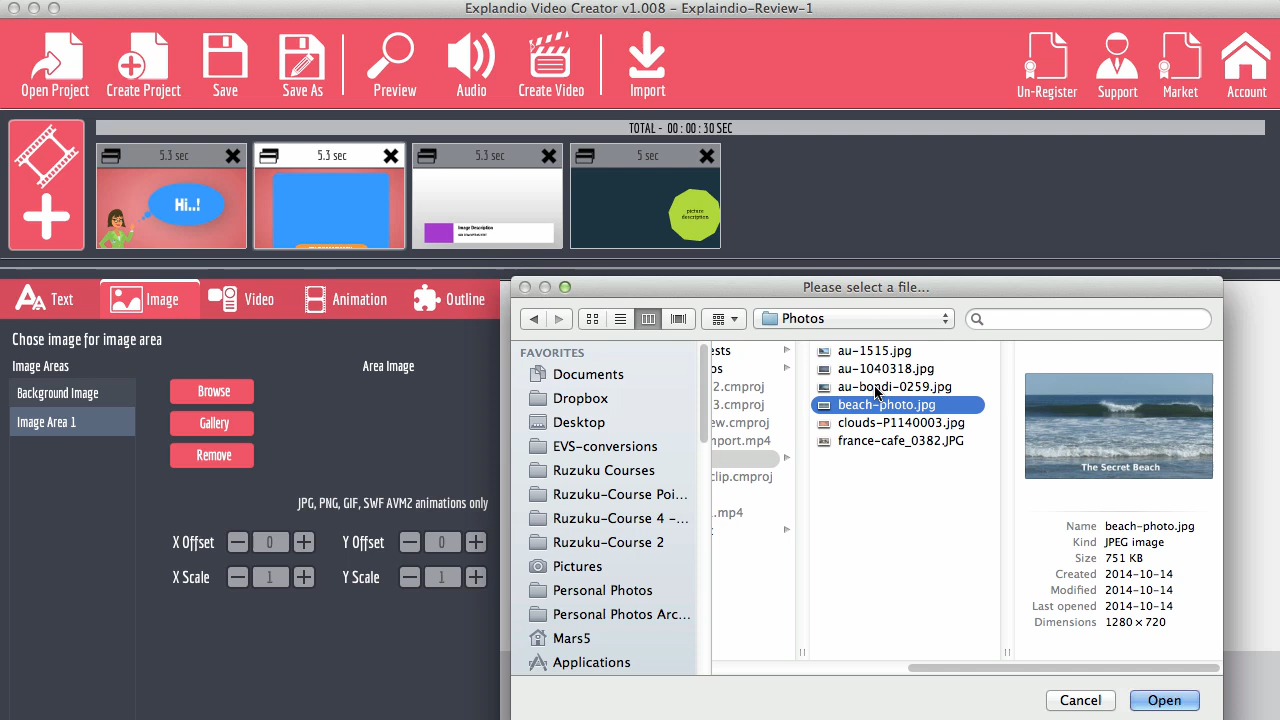 Explandio Video Creator v1.008 – Explaindio-Review-1
Open Project
Create Project
Save
Save As
Preview
Audio
Create Video
Import
Un-Register
Support
Market
Account
TOTAL - 00 : 00 : 30 SEC
5.3 sec
5.3 sec
5.3 sec
5 sec
Hi..!
Image Description
picture
description
Text
Image
Video
Animation
Outline
Chose image for image area
Image Areas
Area Image
Background Image
Image Area 1
Browse
Gallery
Remove
JPG, PNG, GIF, SWF AVM2 animations only
X Offset
0
Y Offset
0
X Scale
1
Y Scale
1
Please select a file...
Photos
FAVORITES
Documents
Dropbox
Desktop
EVS-conversions
Ruzuku Courses
Ruzuku-Course Poi...
Ruzuku-Course 4 -...
Ruzuku-Course 2
Pictures
Personal Photos
Personal Photos Arc...
Mars5
Applications
ests
os
2.cmproj
3.cmproj
ew.cmproj
nport.mp4
clip.cmproj
.mp4
au-1515.jpg
au-1040318.jpg
au-bondi-0259.jpg
beach-photo.jpg
clouds-P1140003.jpg
france-cafe_0382.JPG
The Secret Beach
Name beach-photo.jpg
Kind JPEG image
Size 751 KB
Created 2014-10-14
Modified 2014-10-14
Last opened 2014-10-14
Dimensions 1280 × 720
Cancel
Open